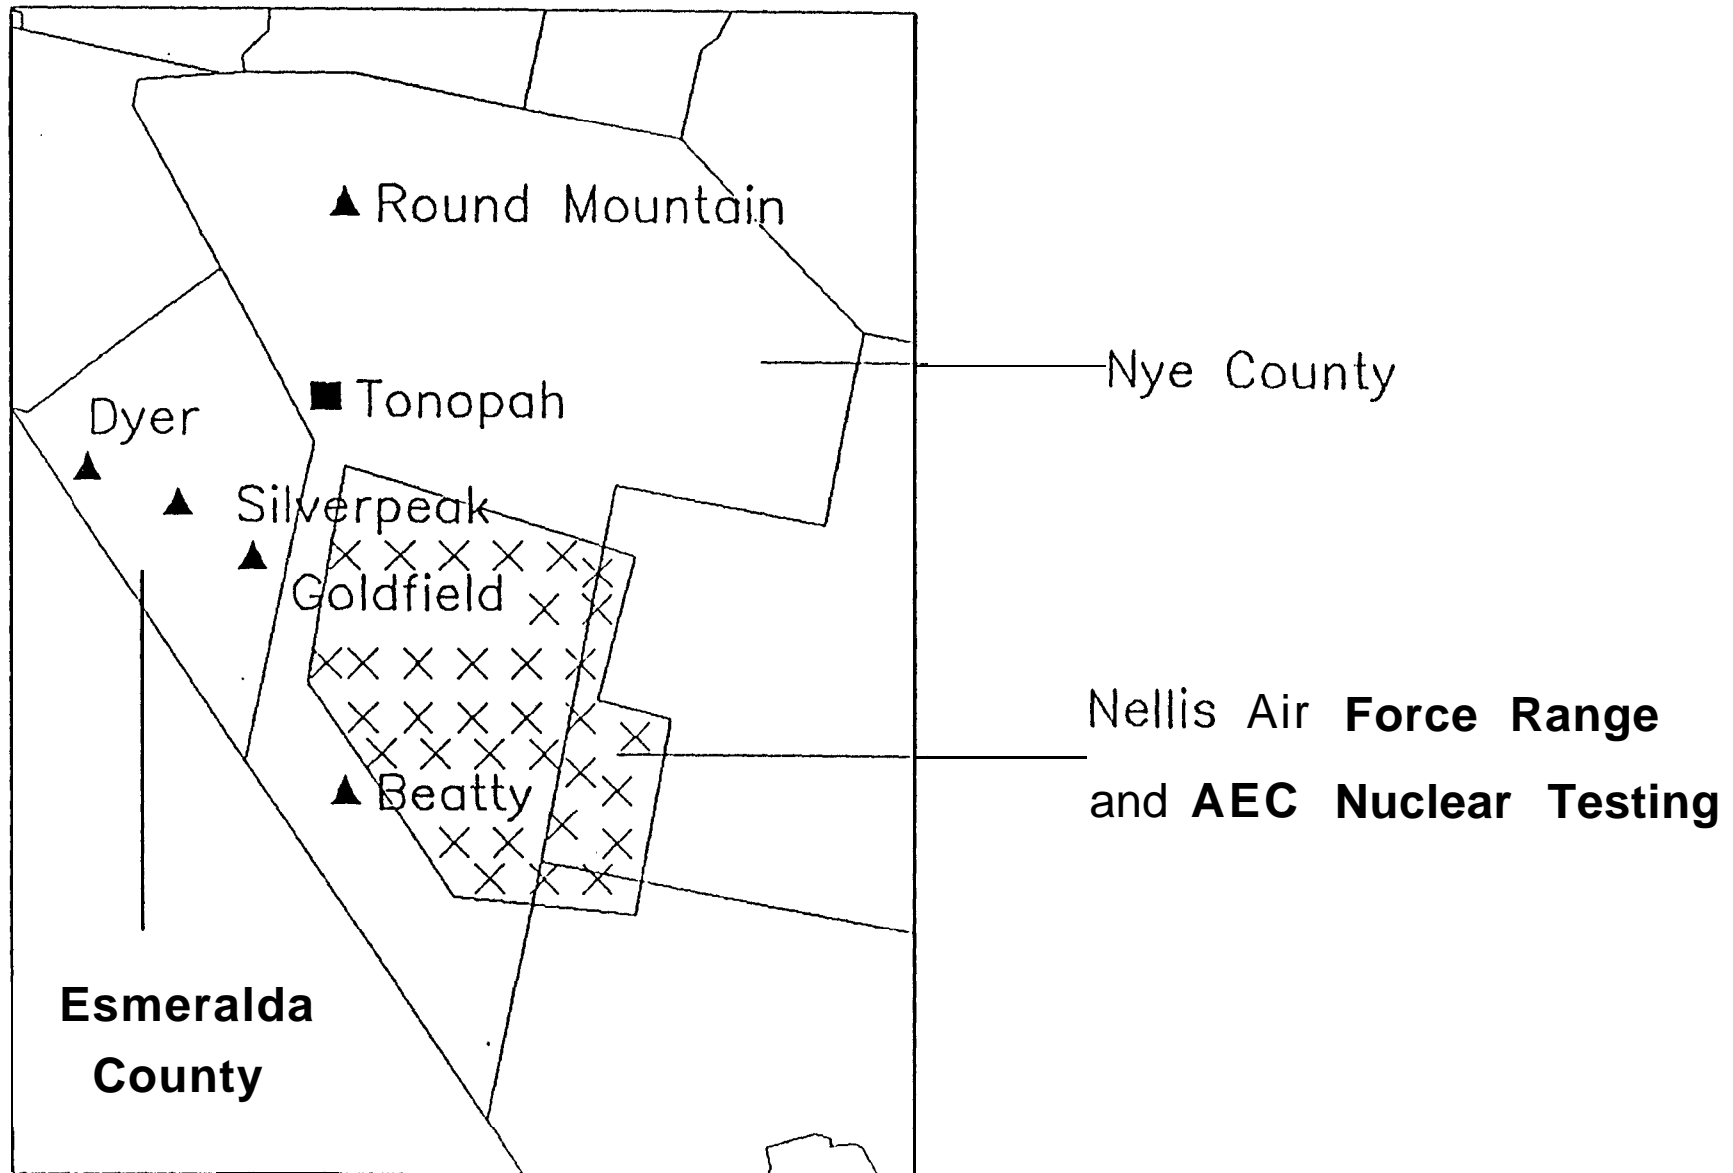 Round Mountain
Nye County
Tonopah
Dyer
Silverpeak
Goldfield
Nellis Air Force Range
and AEC Nuclear Testing
Beatty
Esmeralda
County